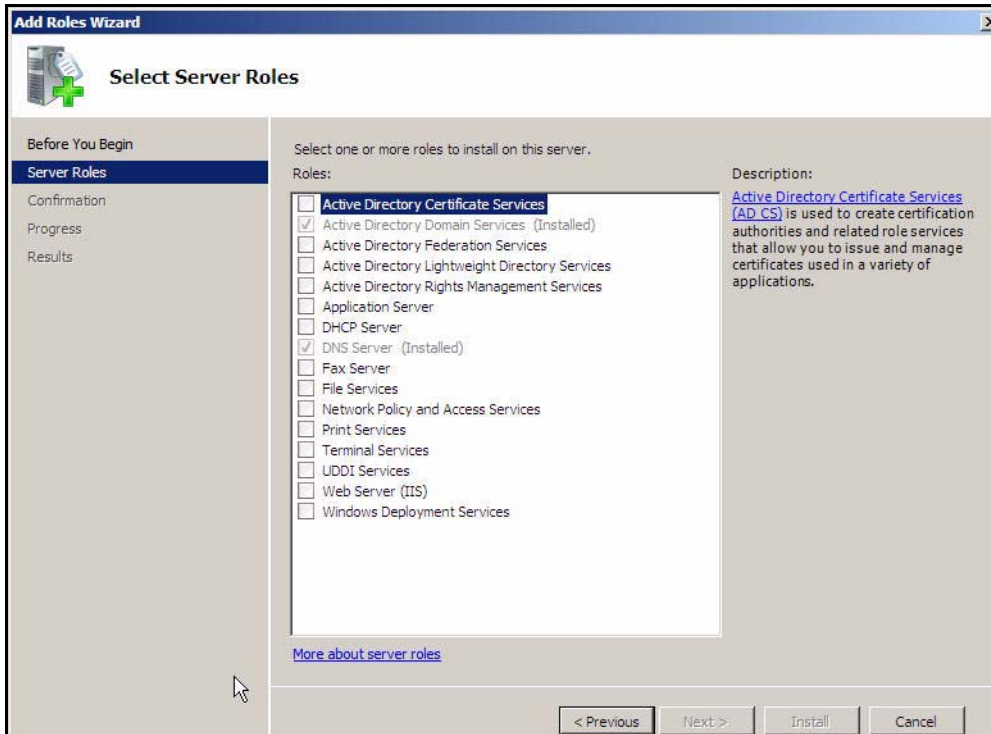 Add Roles Wizard
Select Server Roles
Before You Begin
Server Roles
Confirmation
Progress
Results
Select one or more roles to install on this server.
Roles:
Active Directory Certificate Services
Active Directory Domain Services (Installed)
Active Directory Federation Services
Active Directory Lightweight Directory Services
Active Directory Rights Management Services
Application Server
DHCP Server
DNS Server (Installed)
Fax Server
File Services
Network Policy and Access Services
Print Services
Terminal Services
UDDI Services
Web Server (IIS)
Windows Deployment Services
More about server roles
Description:
Active Directory Certificate Services
(AD CS) is used to create certification
authorities and related role services
that allow you to issue and manage
certificates used in a variety of
applications.
< Previous
Next >
Install
Cancel